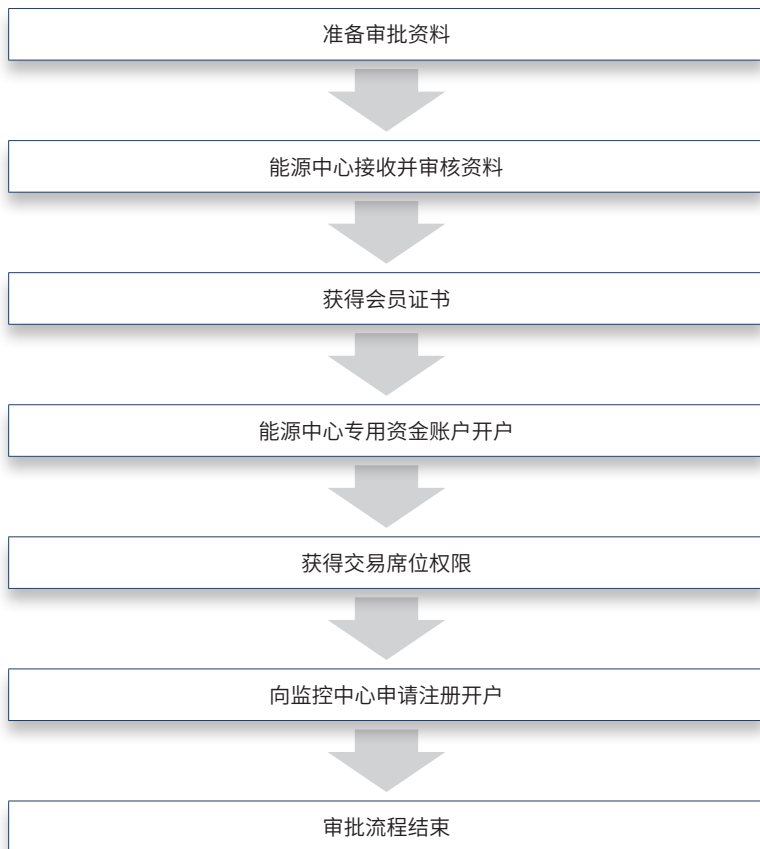 准备审批资料
能源中心接收并审核资料
获得会员证书
能源中心专用资金账户开户
获得交易席位权限
向监控中心申请注册开户
审批流程结束